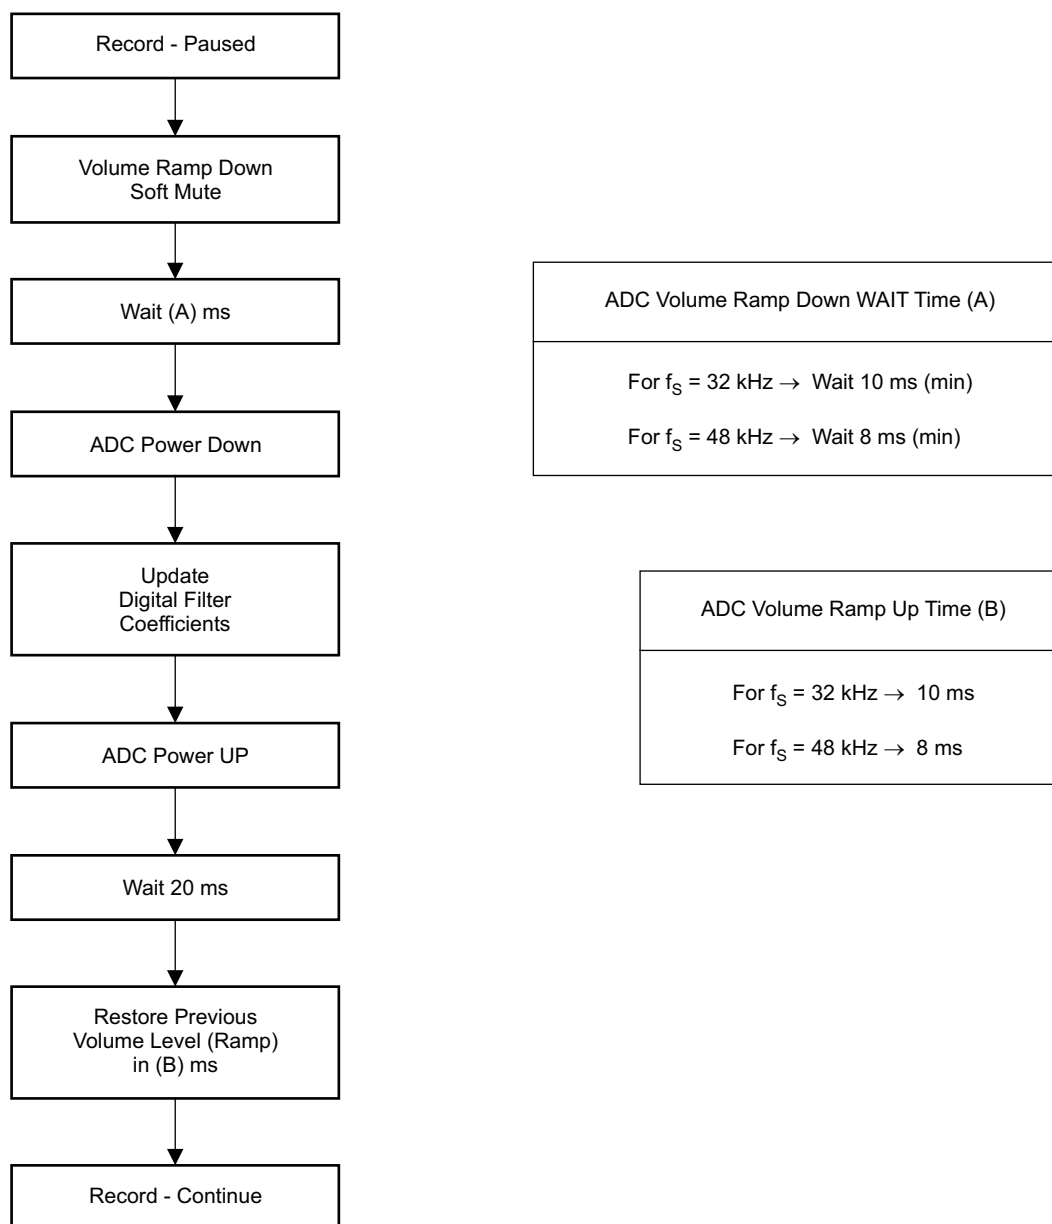 Record - Paused
Volume Ramp Down
Soft Mute
Wait (A) ms
ADC Power Down
Update
Digital Filter
Coefficients
ADC Power UP
Wait 20 ms
Restore Previous
Volume Level (Ramp)
in (B) ms
Record - Continue
ADC Volume Ramp Down WAIT Time (A)
For fS = 32 kHz → Wait 10 ms (min)
For fS = 48 kHz → Wait 8 ms (min)
ADC Volume Ramp Up Time (B)
For fS = 32 kHz → 10 ms
For fS = 48 kHz → 8 ms